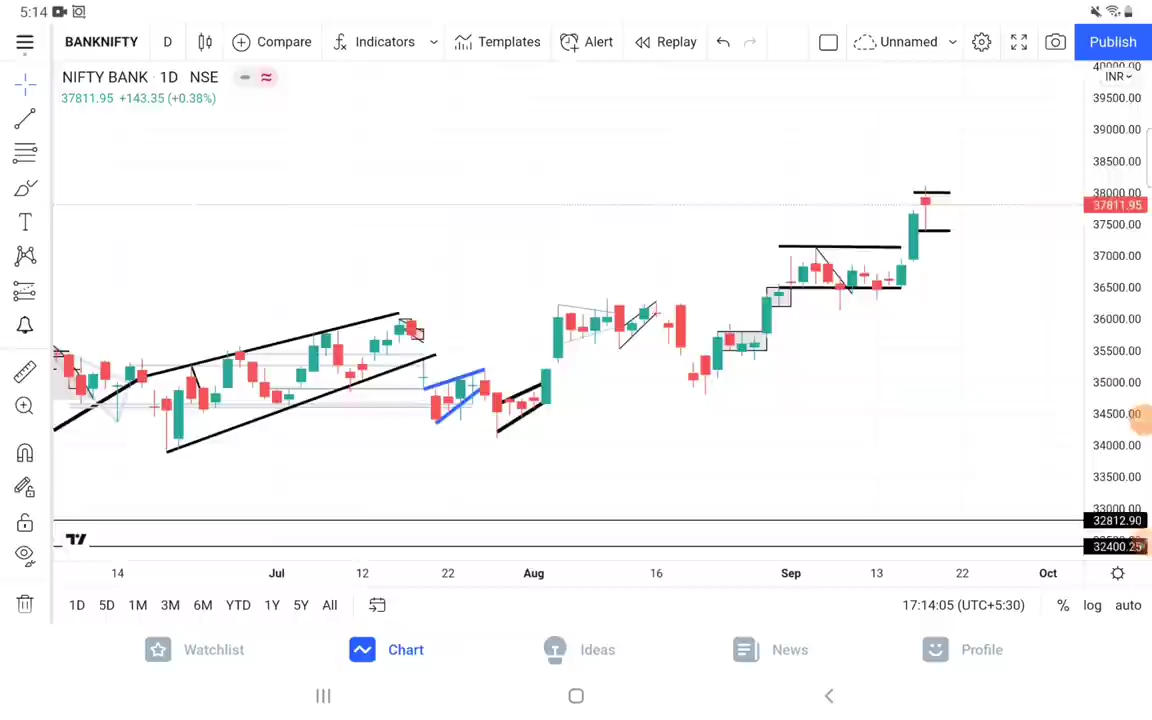 5:14
BANKNIFTY D Compare Indicators Templates Alert Replay Unnamed Publish
NIFTY BANK · 1D NSE
37811.95 +143.35 (+0.38%)
40000.00
INR
39500.00
39000.00
38500.00
38000.00
37811.95
37500.00
37000.00
36500.00
36000.00
35500.00
35000.00
34500.00
34000.00
33500.00
33000.00
32812.90
32400.25
14 Jul 12 22 Aug 16 Sep 13 22 Oct
1D 5D 1M 3M 6M YTD 1Y 5Y All 17:14:05 (UTC+5:30) % log auto
Watchlist Chart Ideas News Profile